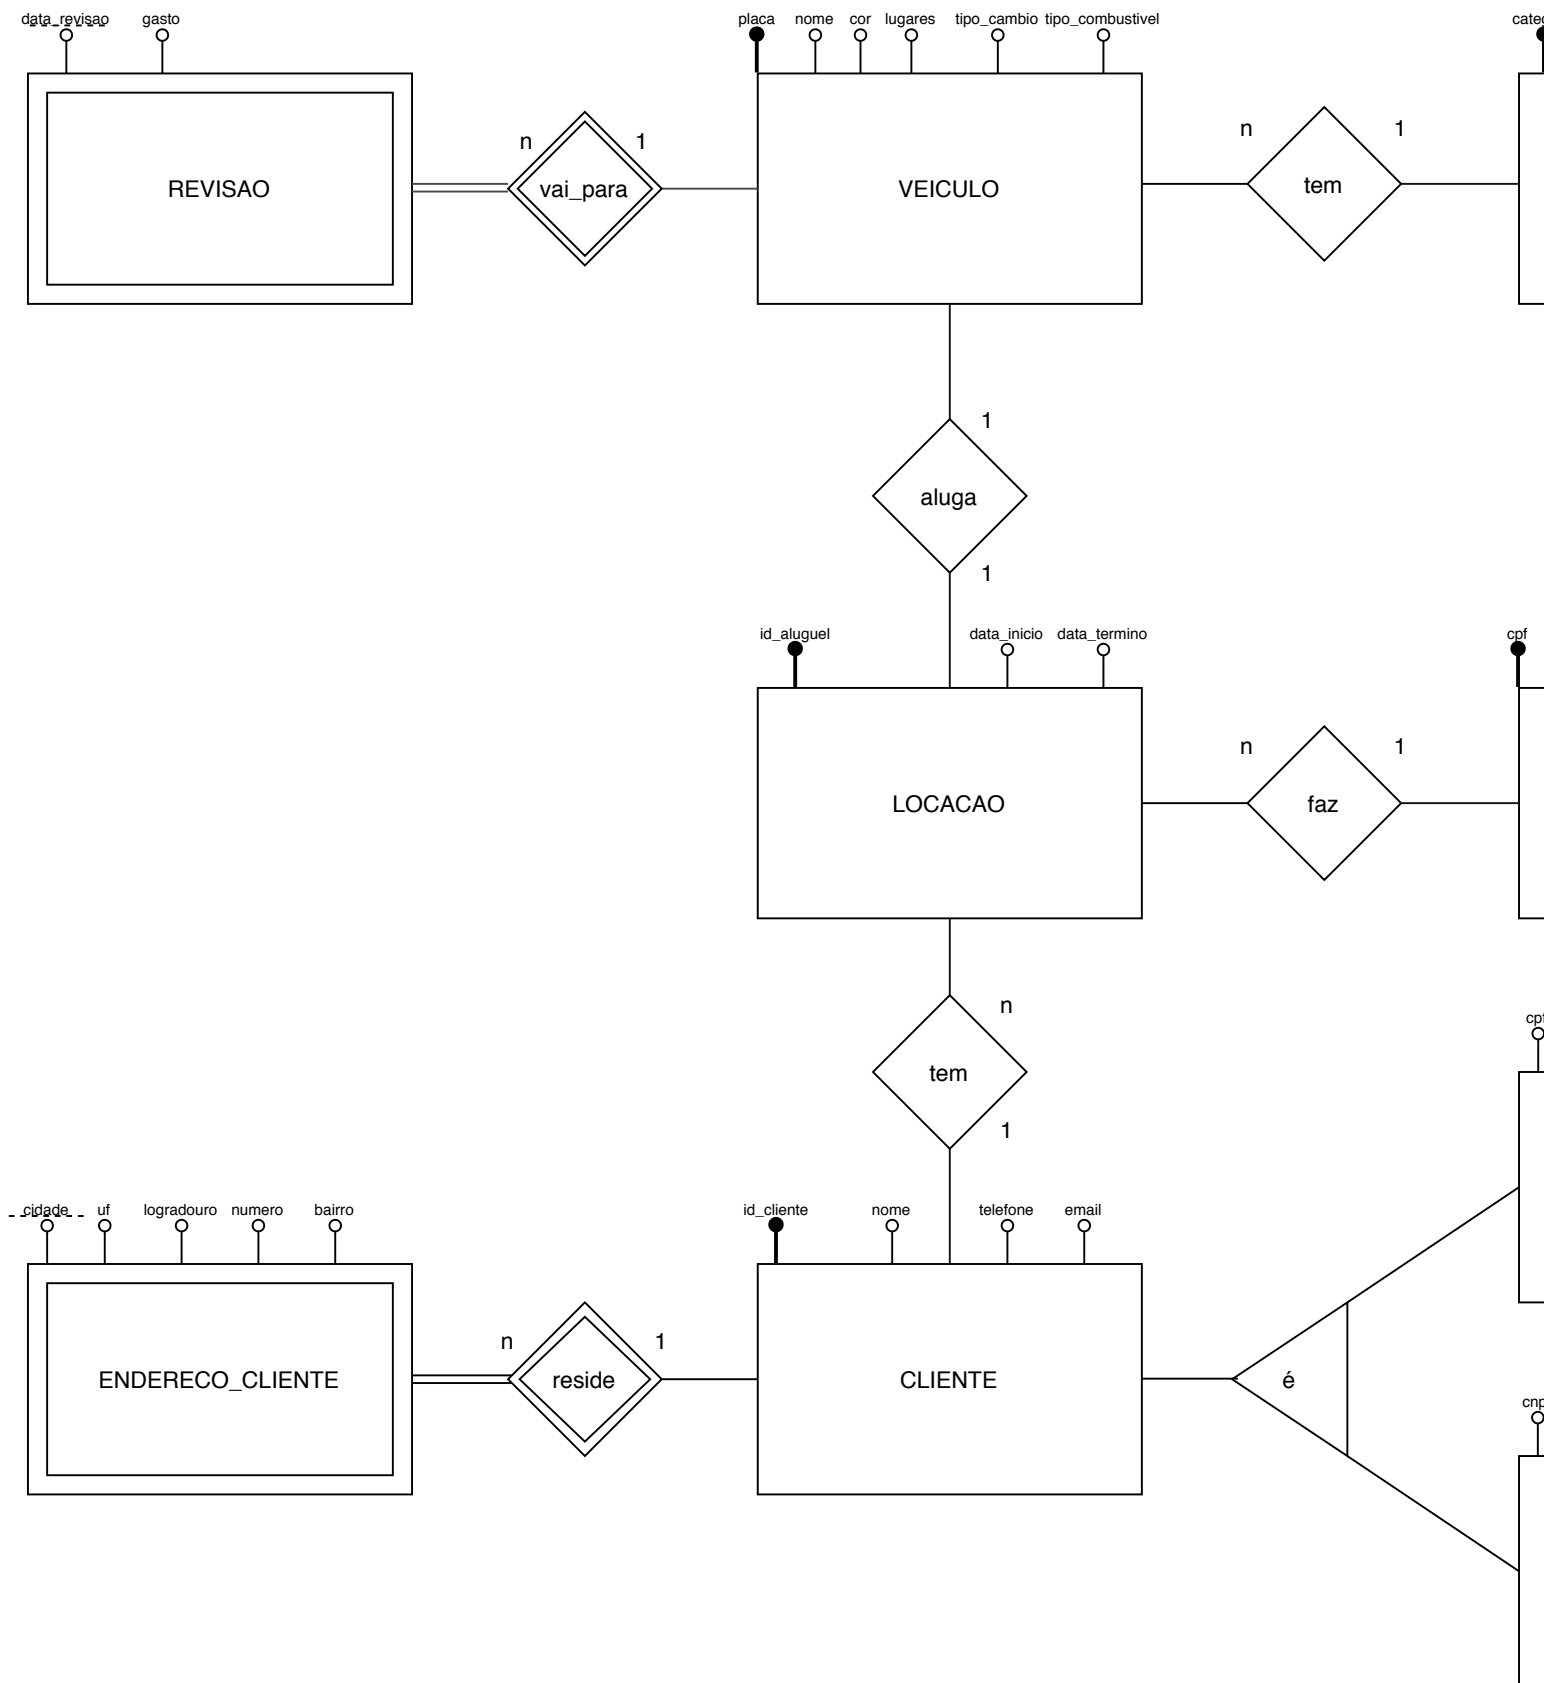 data_revisao gasto
placa nome cor lugares tipo_cambio tipo_combustivel
n 1
n 1
REVISAO
vai_para
VEICULO
tem
1
aluga
1
id_aluguel data_inicio data_termino
cpf
n 1
LOCACAO
faz
n
tem
1
cidade uf logradouro numero bairro
id_cliente nome telefone email
n 1
ENDERECO_CLIENTE
reside
CLIENTE
é